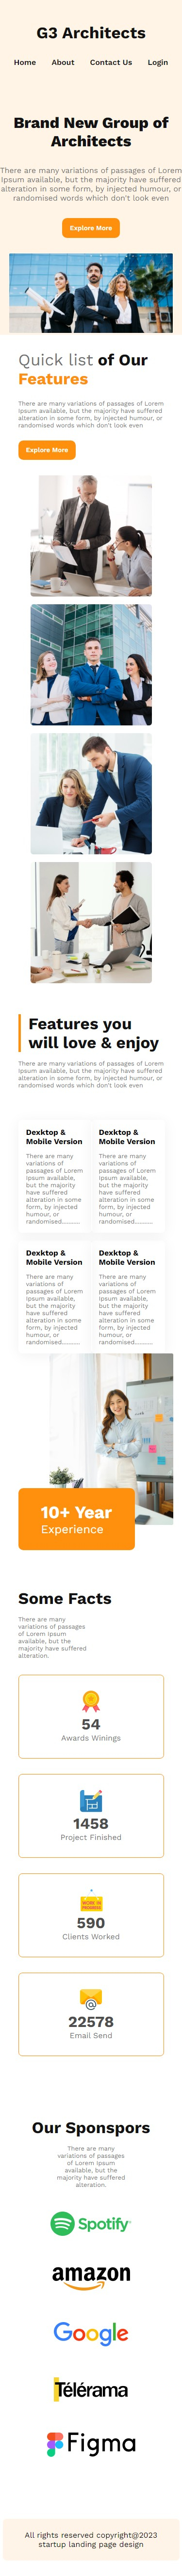 G3 Architects
Home About Contact Us Login
Brand New Group of
Architects
There are many variations of passages of Lorem
Ipsum available, but the majority have suffered
alteration in some form, by injected humour, or
randomised words which don't look even
Explore More
Quick list of Our
Features
There are many variations of passages of Lorem
Ipsum available, but the majority have suffered
alteration in some form, by injected humour, or
randomised words which don't look even
Explore More
Features you
will love & enjoy
There are many variations of passages of Lorem
Ipsum available, but the majority have suffered
alteration in some form, by injected humour, or
randomised words which don't look even
Dexktop &
Mobile Version
There are many
variations of
passages of Lorem
Ipsum available,
but the majority
have suffered
alteration in some
form, by injected
humour, or
randomised...........
Dexktop &
Mobile Version
There are many
variations of
passages of Lorem
Ipsum available,
but the majority
have suffered
alteration in some
form, by injected
humour, or
randomised...........
Dexktop &
Mobile Version
There are many
variations of
passages of Lorem
Ipsum available,
but the majority
have suffered
alteration in some
form, by injected
humour, or
randomised...........
Dexktop &
Mobile Version
There are many
variations of
passages of Lorem
Ipsum available,
but the majority
have suffered
alteration in some
form, by injected
humour, or
randomised...........
10+ Year
Experience
Some Facts
There are many
variations of passages
of Lorem Ipsum
available, but the
majority have suffered
alteration.
54
Awards Winings
1458
Project Finished
WORK IN
PROGRESS
590
Clients Worked
@
22578
Email Send
Our Sponspors
There are many
variations of passages
of Lorem Ipsum
available, but the
majority have suffered
alteration.
Spotify
amazon
Google
Télérama
Figma
All rights reserved copyright@2023
startup landing page design